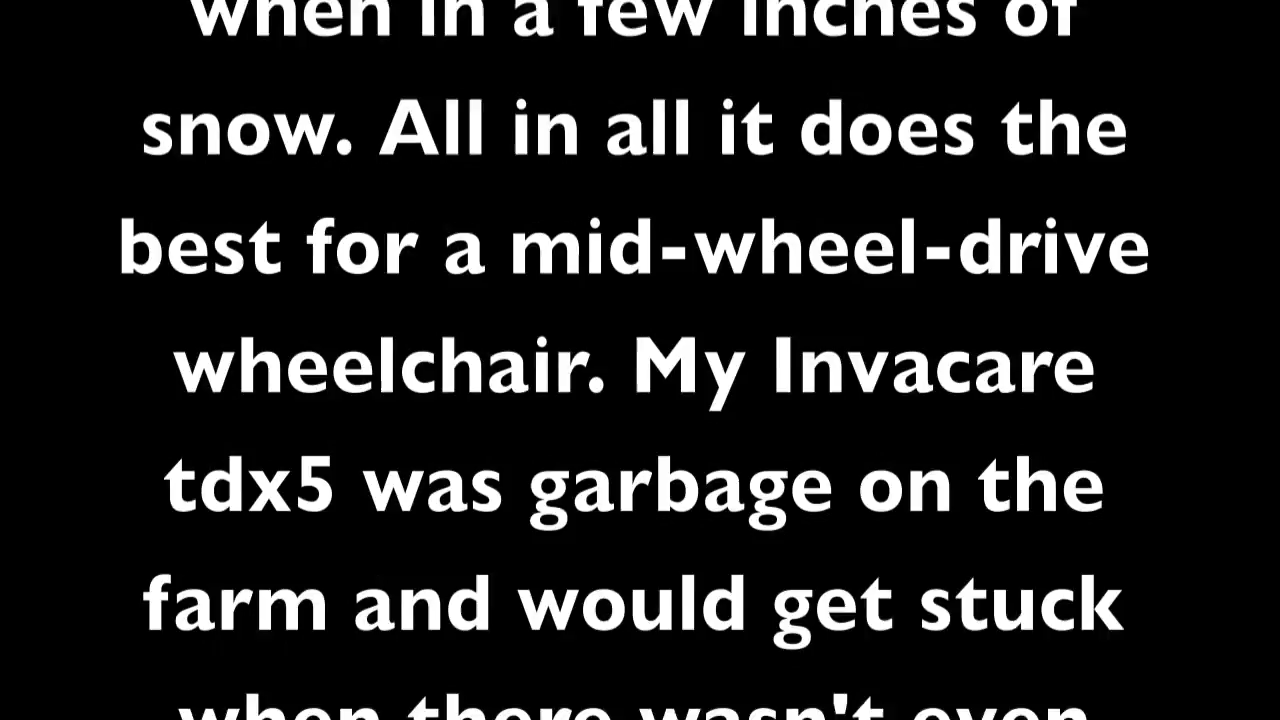 when in a few inches of
snow. All in all it does the
best for a mid-wheel-drive
wheelchair. My Invacare
tdx5 was garbage on the
farm and would get stuck
when there wasn't even